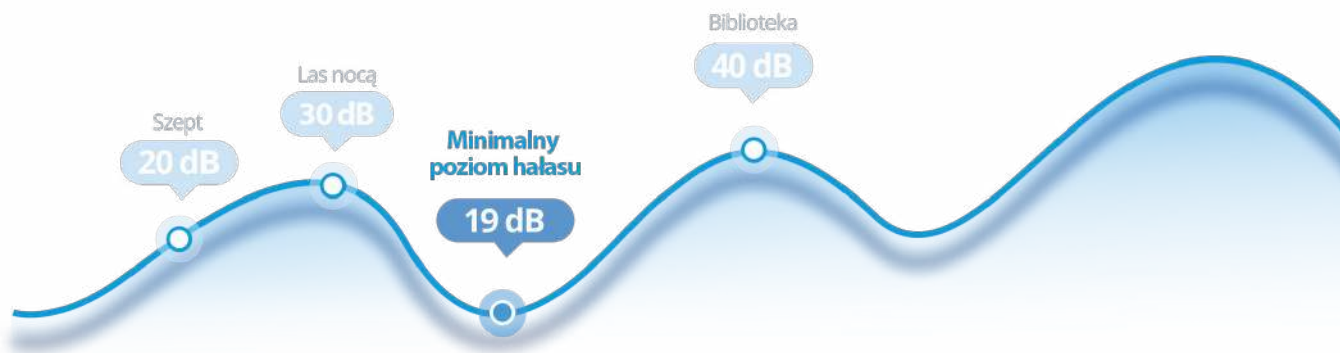 Szept
20 dB
Las nocą
30 dB
Minimalny
poziom hałasu
19 dB
Biblioteka
40 dB